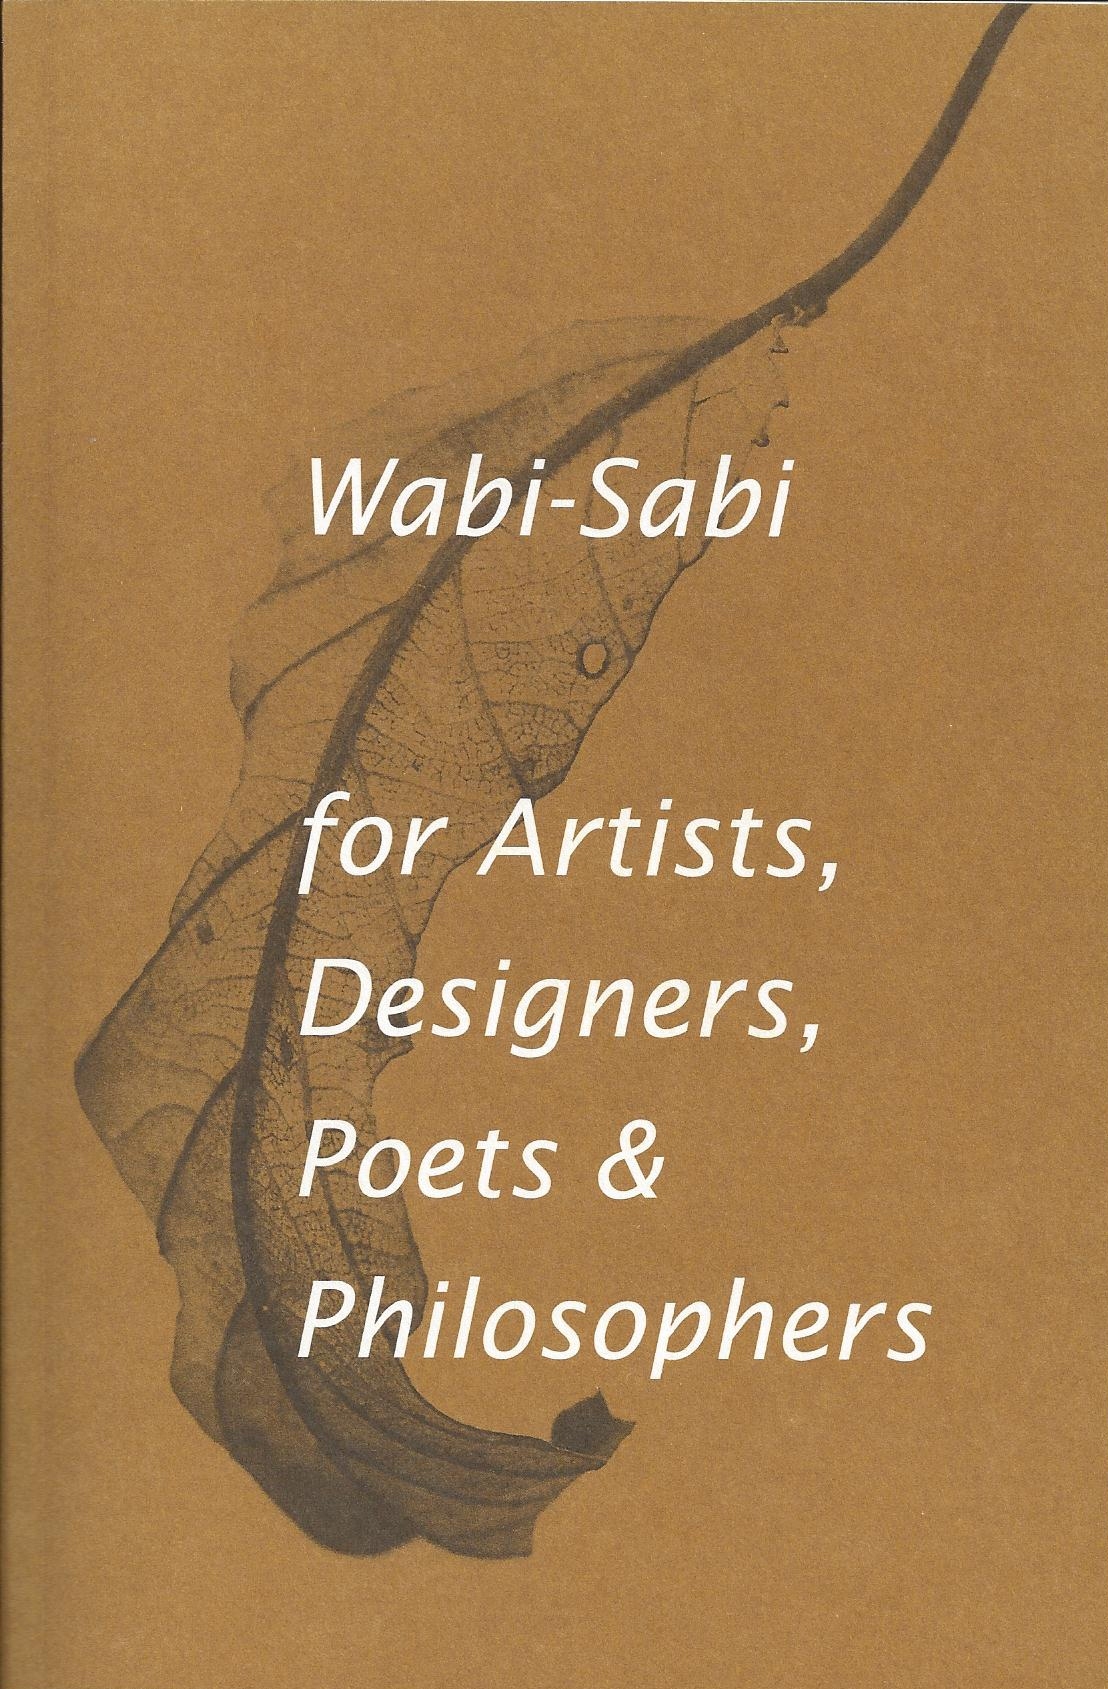 Wabi-Sabi
for Artists,
Designers,
Poets &
Philosophers